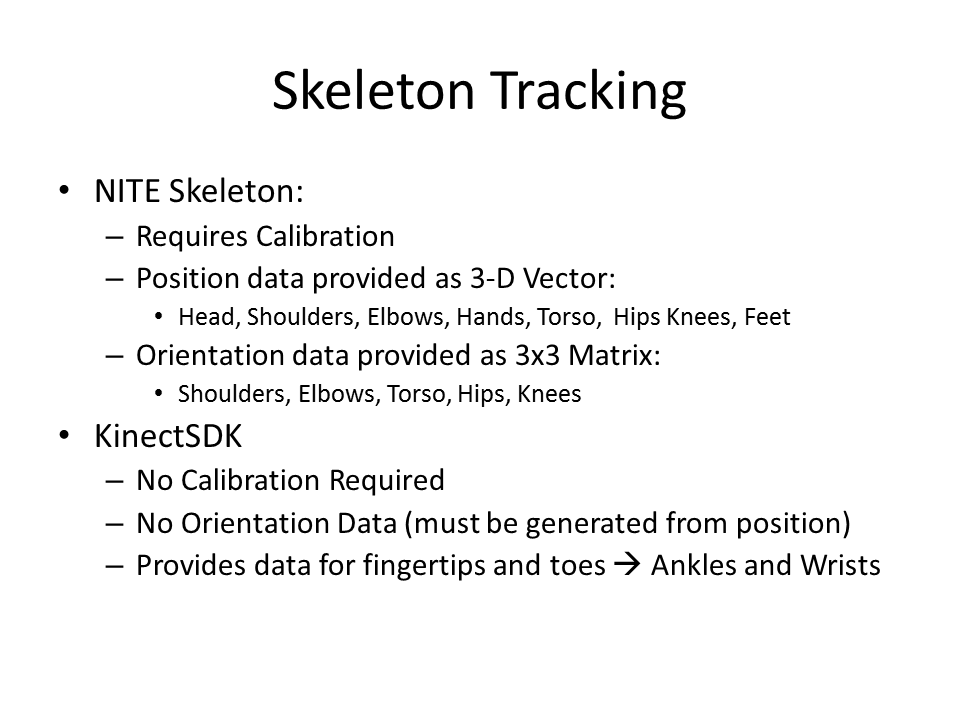 Skeleton Tracking
• NITE Skeleton:
– Requires Calibration
– Position data provided as 3-D Vector:
• Head, Shoulders, Elbows, Hands, Torso,  Hips Knees, Feet
– Orientation data provided as 3x3 Matrix:
• Shoulders, Elbows, Torso, Hips, Knees
• KinectSDK
– No Calibration Required
– No Orientation Data (must be generated from position)
– Provides data for fingertips and toes → Ankles and Wrists